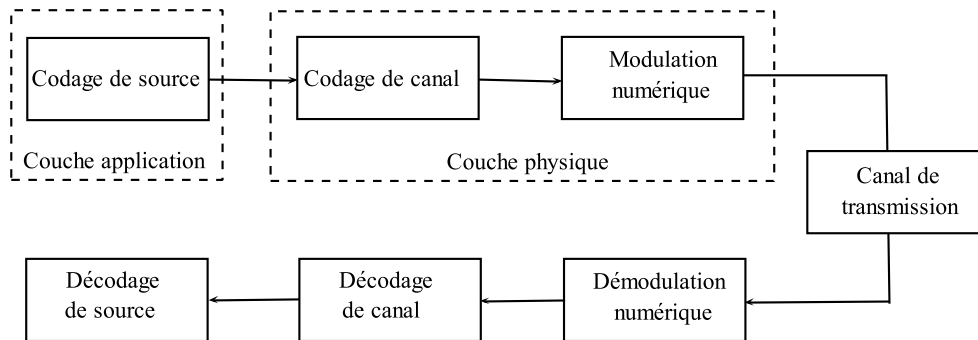 Codage de source
Couche application
Codage de canal
Modulation
numérique
Couche physique
Canal de
transmission
Démodulation
numérique
Décodage
de canal
Décodage
de source